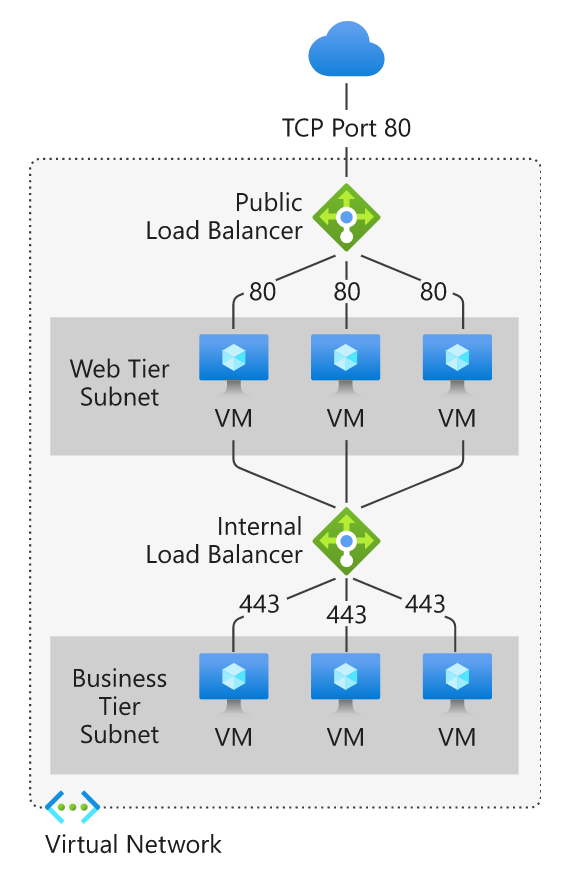 TCP Port 80
Public
Load Balancer
80
80
80
Web Tier
Subnet
VM
VM
VM
Internal
Load Balancer
443
443
443
Business
Tier
Subnet
VM
VM
VM
Virtual Network